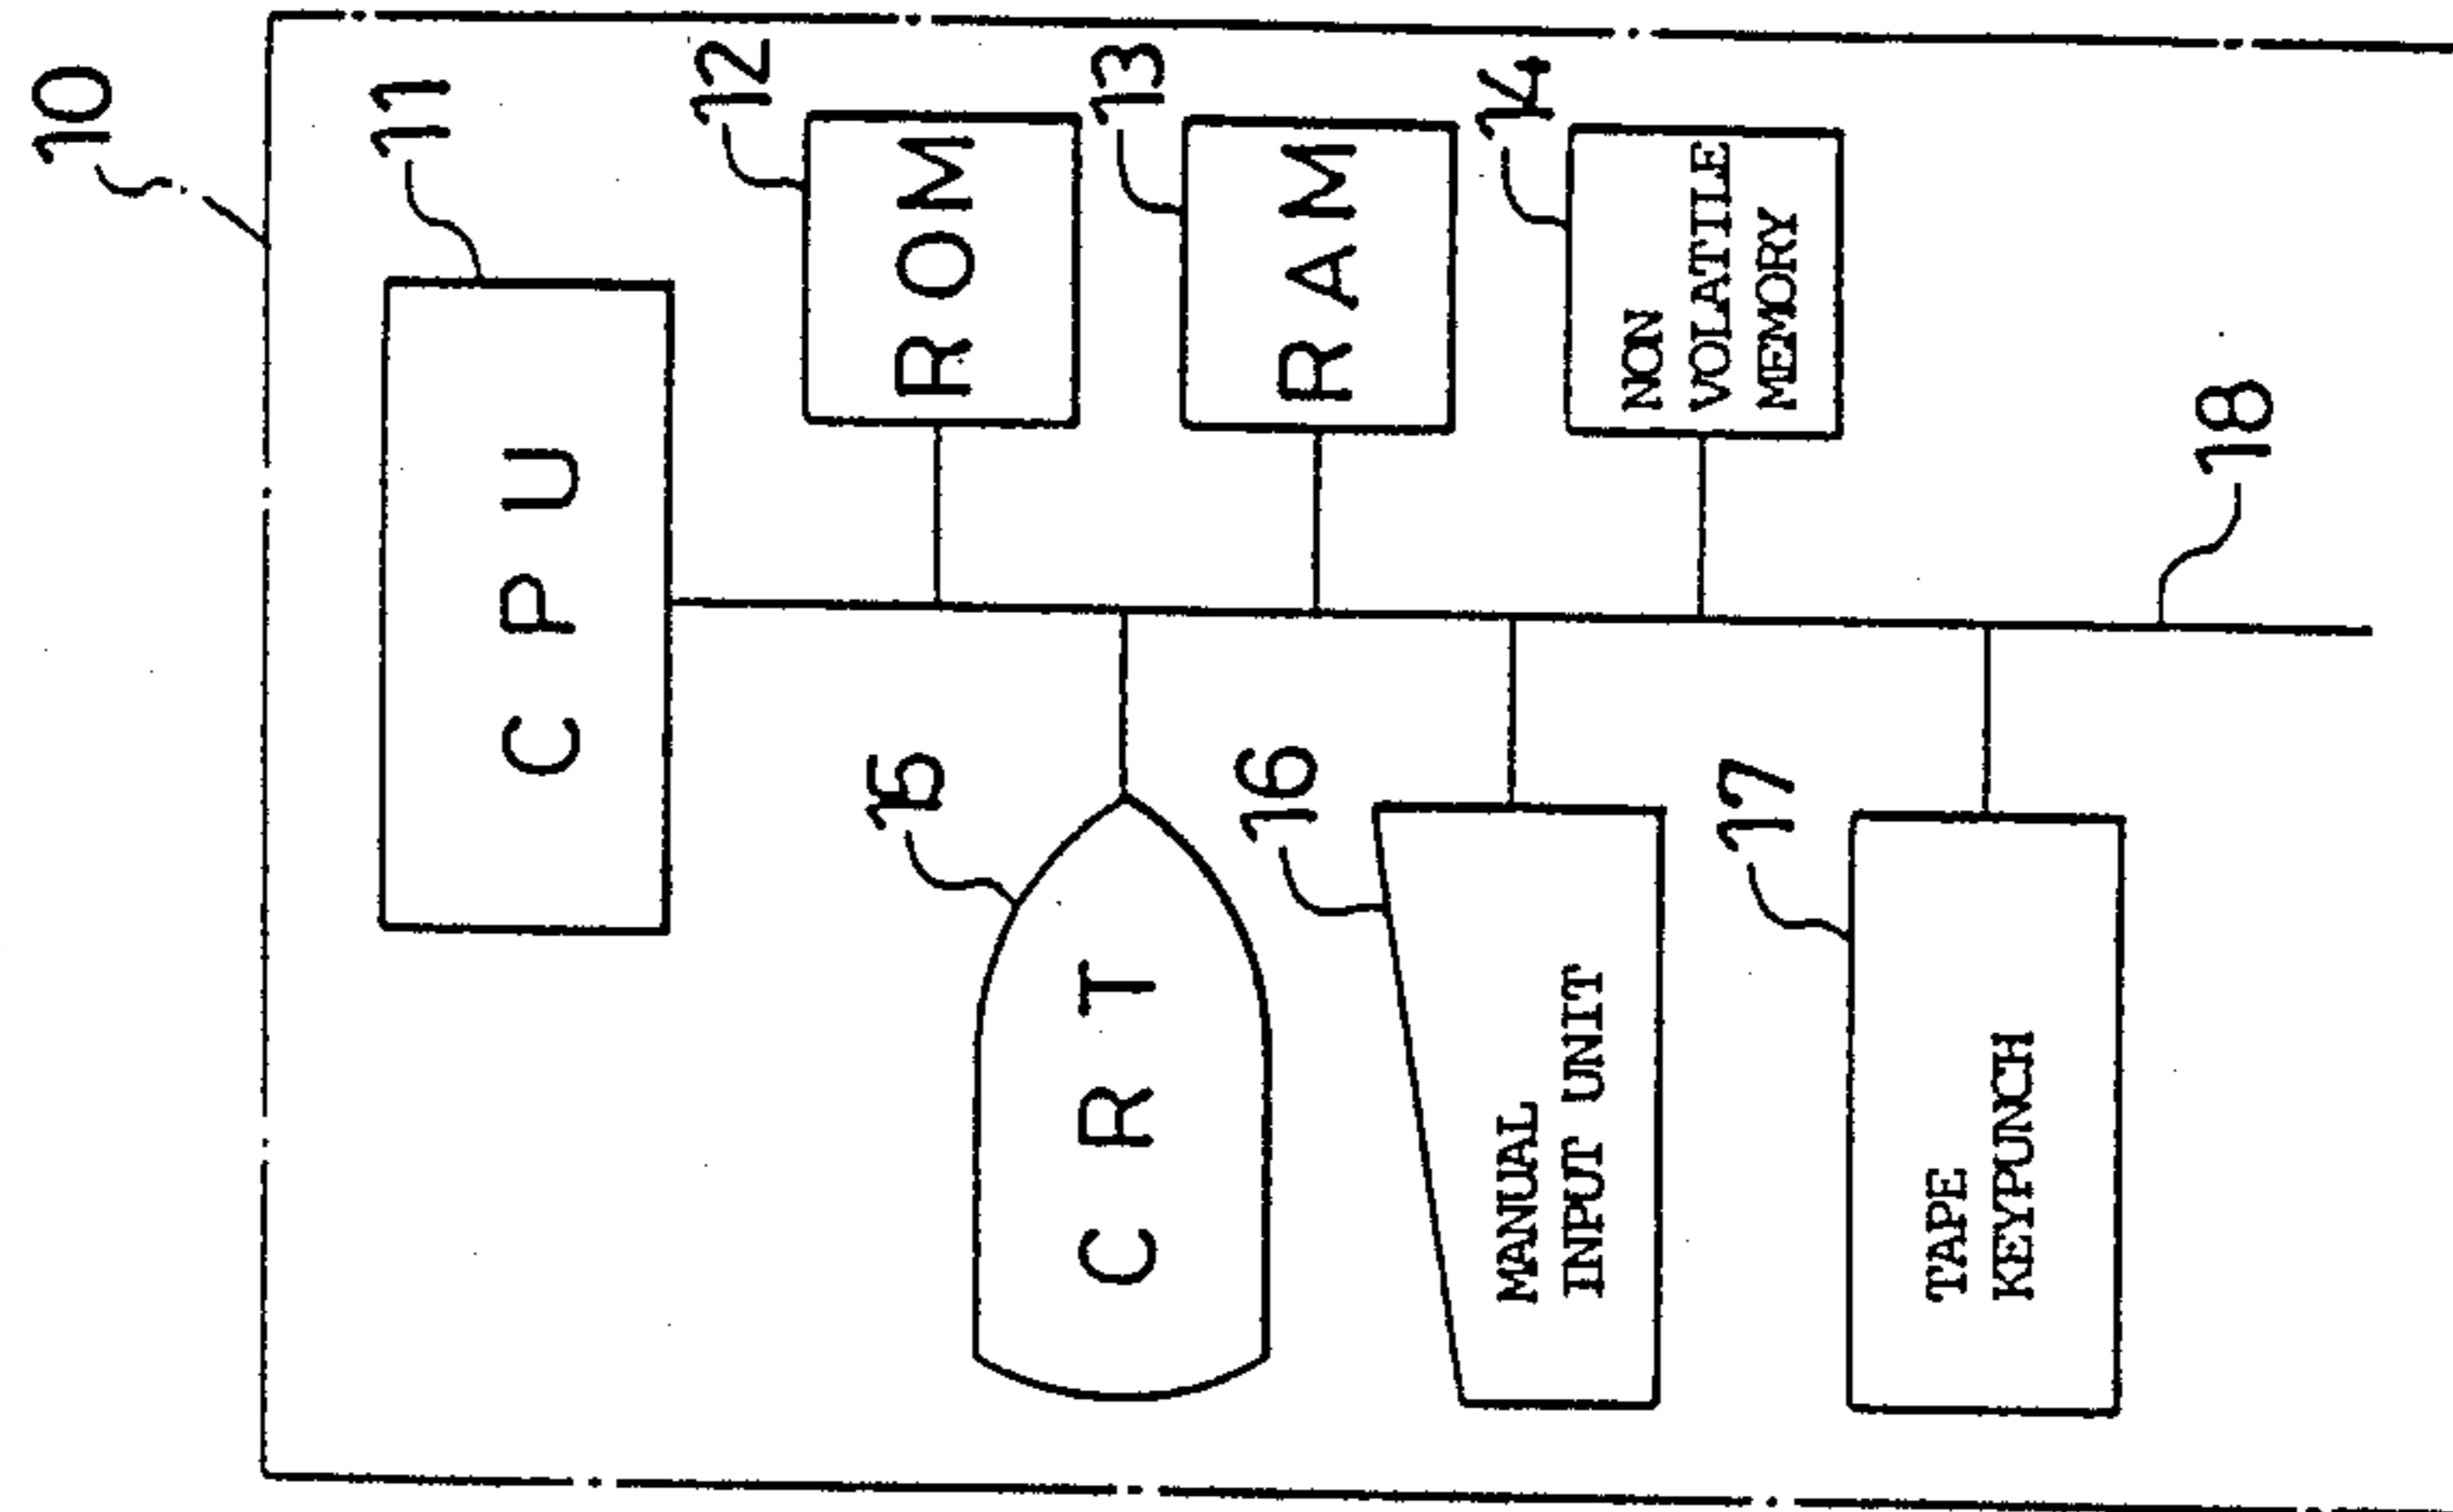 10
11
CPU
12
ROM
15
CRT
13
RAM
16
MANUAL
INPUT UNIT
14
NON
VOLATILE
MEMORY
17
TAPE
KEYPUNCH
18